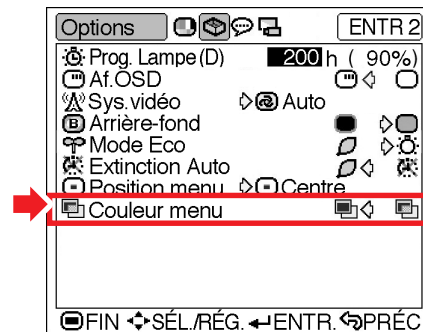 Options ENTR 2
Prog. Lampe(D) 200 h ( 90%)
Af.OSD
Sys.vidéo Auto
B Arrière-fond
Mode Eco
Extinction Auto
Position menu Centre
Couleur menu
FIN SÉL./RÉG. ENTR. PRÉC